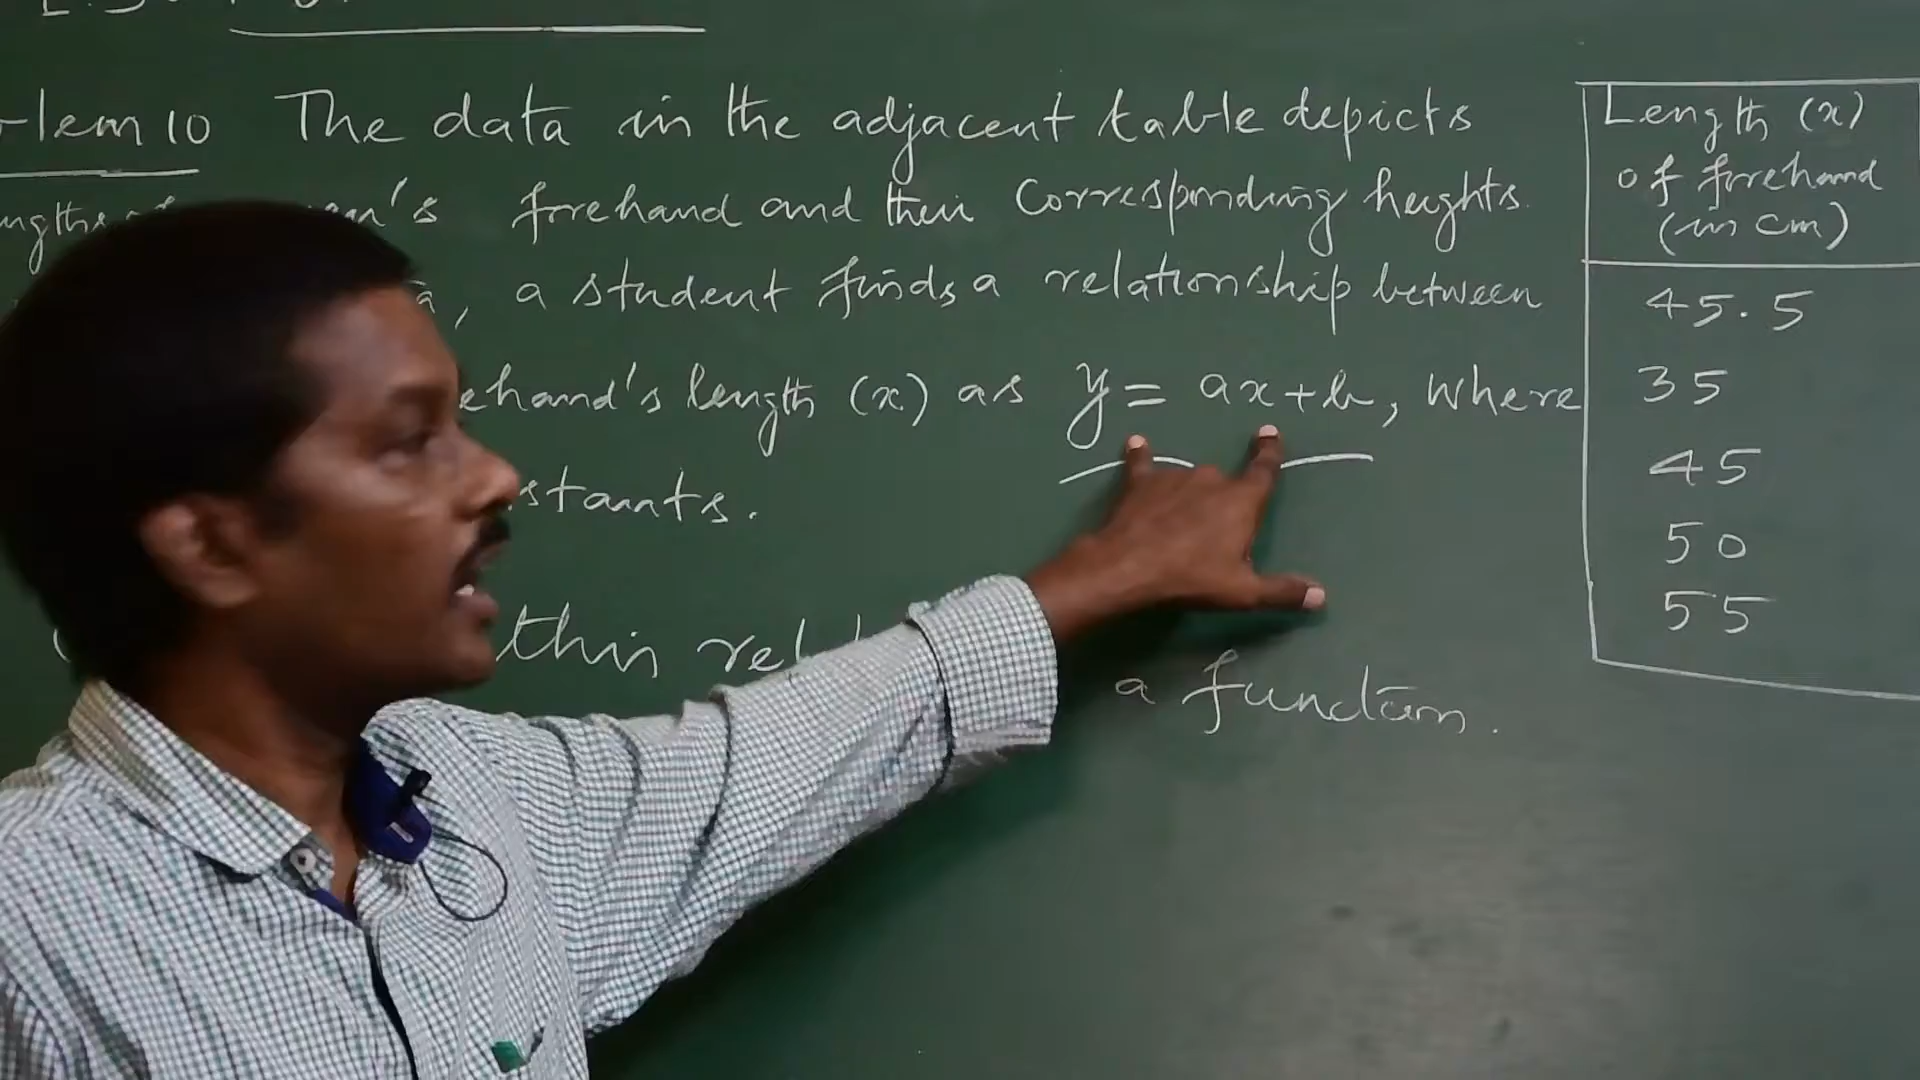 lem 10 The data in the adjacent table depicts
forehand and their corresponding heights.
, a student finds a relationship between
ehand's length (x) as y = ax+b, where
stants.
this
a function.
Length (x)
of forehand
(in cm)
45.5
35
45
50
55